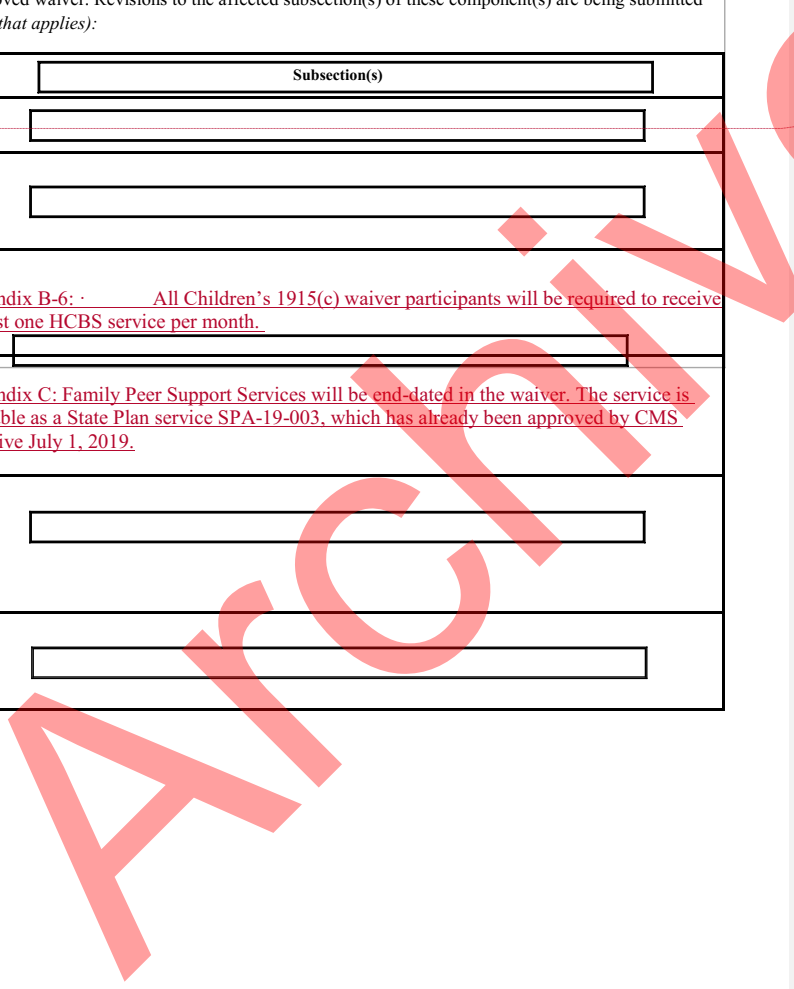 oved waiver. Revisions to the affected subsection(s) of these component(s) are being submitted
that applies):
Subsection(s)
ndix B-6: · All Children’s 1915(c) waiver participants will be required to receive
st one HCBS service per month.
ndix C: Family Peer Support Services will be end-dated in the waiver. The service is
ble as a State Plan service SPA-19-003, which has already been approved by CMS
ive July 1, 2019.
Archive